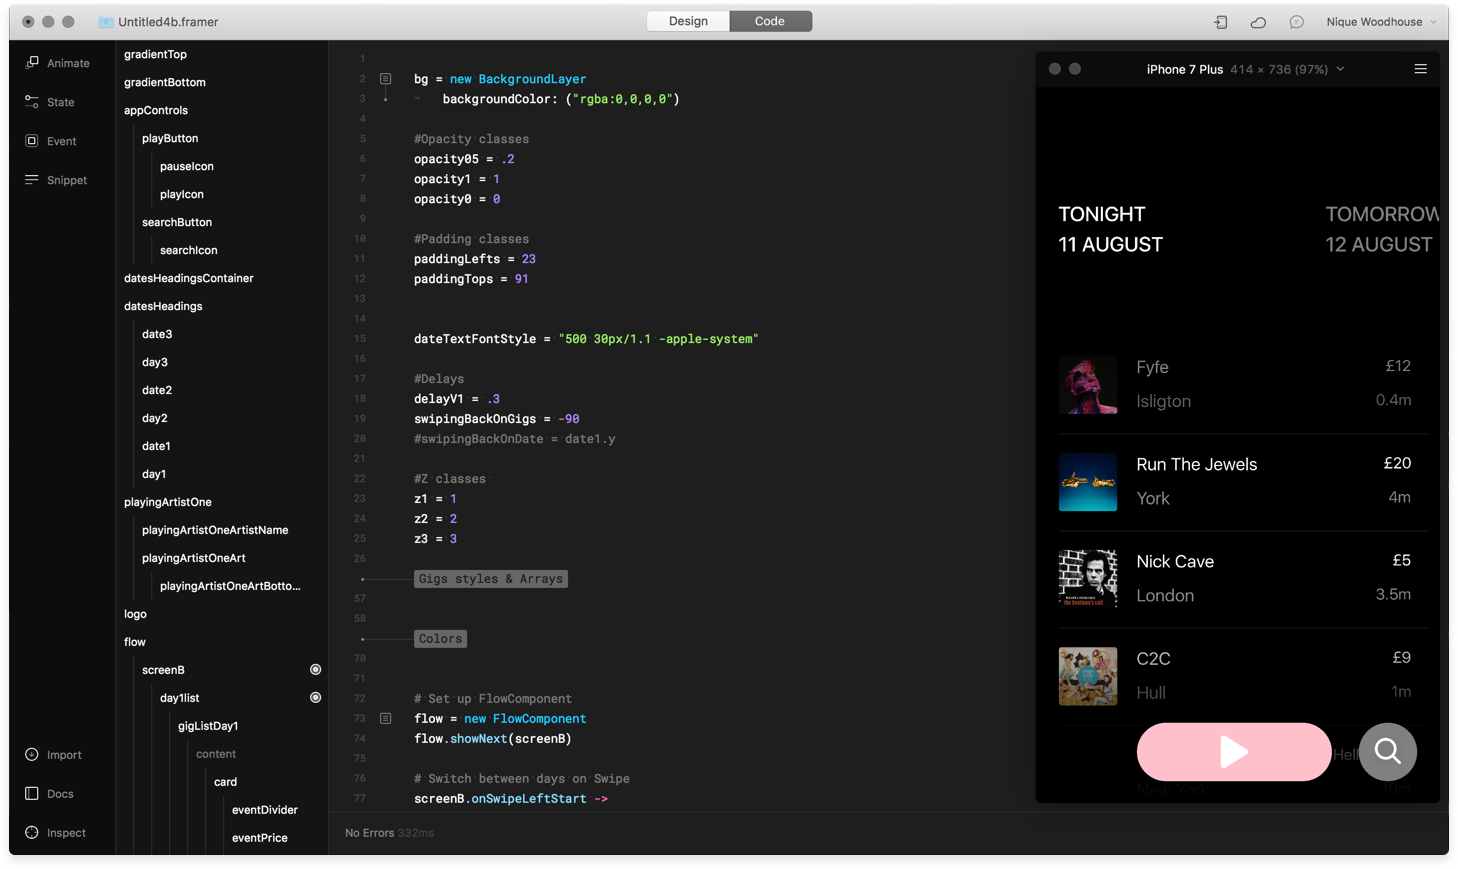 Untitled4b.framer
Design
Code
Nique Woodhouse
Animate
State
Event
Snippet
Import
Docs
Inspect
gradientTop
gradientBottom
appControls
playButton
pauseIcon
playIcon
searchButton
searchIcon
datesHeadingsContainer
datesHeadings
date3
day3
date2
day2
date1
day1
playingArtistOne
playingArtistOneArtistName
playingArtistOneArt
playingArtistOneArtBotto...
logo
flow
screenB
day1list
gigListDay1
content
card
eventDivider
eventPrice
1
2 bg = new BackgroundLayer
3 backgroundColor: ("rgba:0,0,0,0")
4
5 #Opacity classes
6 opacity05 = .2
7 opacity1 = 1
8 opacity0 = 0
9
10 #Padding classes
11 paddingLefts = 23
12 paddingTops = 91
13
14
15 dateTextFontStyle = "500 30px/1.1 -apple-system"
16
17 #Delays
18 delayV1 = .3
19 swipingBackOnGigs = -90
20 #swipingBackOnDate = date1.y
21
22 #Z classes
23 z1 = 1
24 z2 = 2
25 z3 = 3
26
Gigs styles & Arrays
57
58
Colors
70
71
72 # Set up FlowComponent
73 flow = new FlowComponent
74 flow.showNext(screenB)
75
76 # Switch between days on Swipe
77 screenB.onSwipeLeftStart ->
No Errors 332ms
iPhone 7 Plus 414 × 736 (97%)
TONIGHT
11 AUGUST
TOMORROW
12 AUGUST
Fyfe £12
Isligton 0.4m
Run The Jewels £20
York 4m
Nick Cave £5
London 3.5m
the boatman's call
C2C £9
Hull 1m
Hell
New York 10m